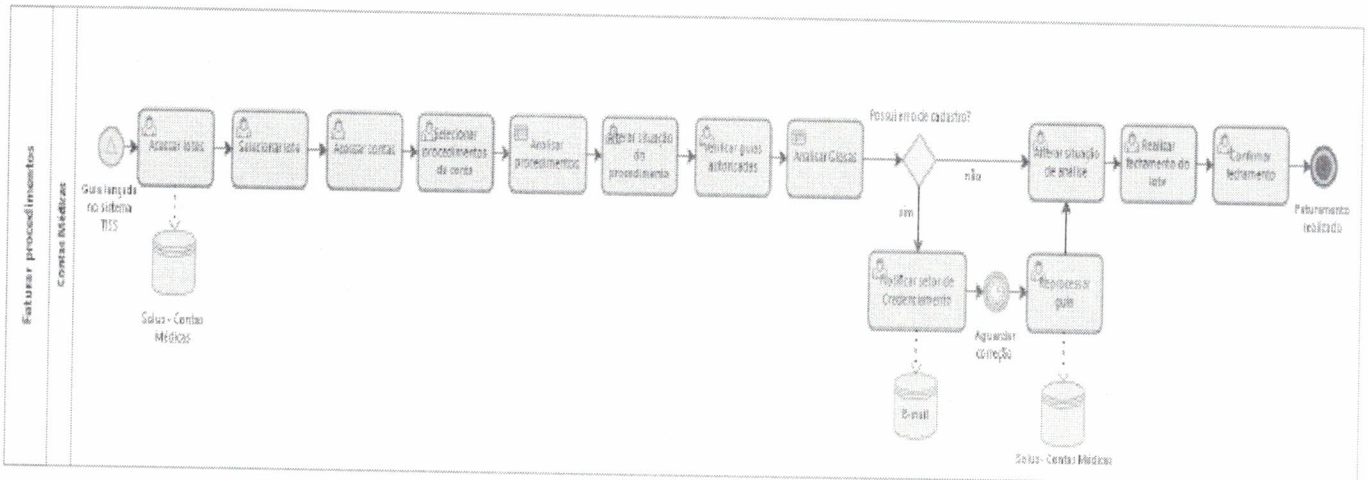 Faturar procedimentos
Contas Médicas
Guia lançada
no sistema
TISS
Acessar lotes
Salus - Contas
Médicas
Selecionar lote
Acessar contas
Selecionar
procedimentos
da conta
Analisar
procedimentos
Alterar situação
do
procedimento
Verificar guias
autorizadas
Analisar Glosas
Possui erro de cadastro?
não
sim
Notificar setor de
Credenciamento
E-mail
Aguardar
correção
Reprocessar
guia
Salus - Contas Médicas
Alterar situação
de análise
Realizar
fechamento do
lote
Confirmar
fechamento
Faturamento
realizado